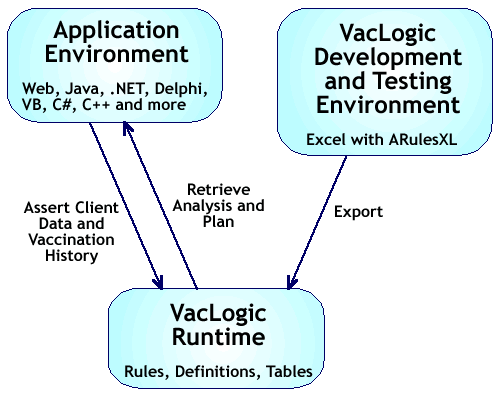 Application
Environment
Web, Java, .NET, Delphi,
VB, C#, C++ and more
VacLogic
Development
and Testing
Environment
Excel with ARulesXL
Assert Client
Data and
Vaccination
History
Retrieve
Analysis and
Plan
Export
VacLogic
Runtime
Rules, Definitions, Tables